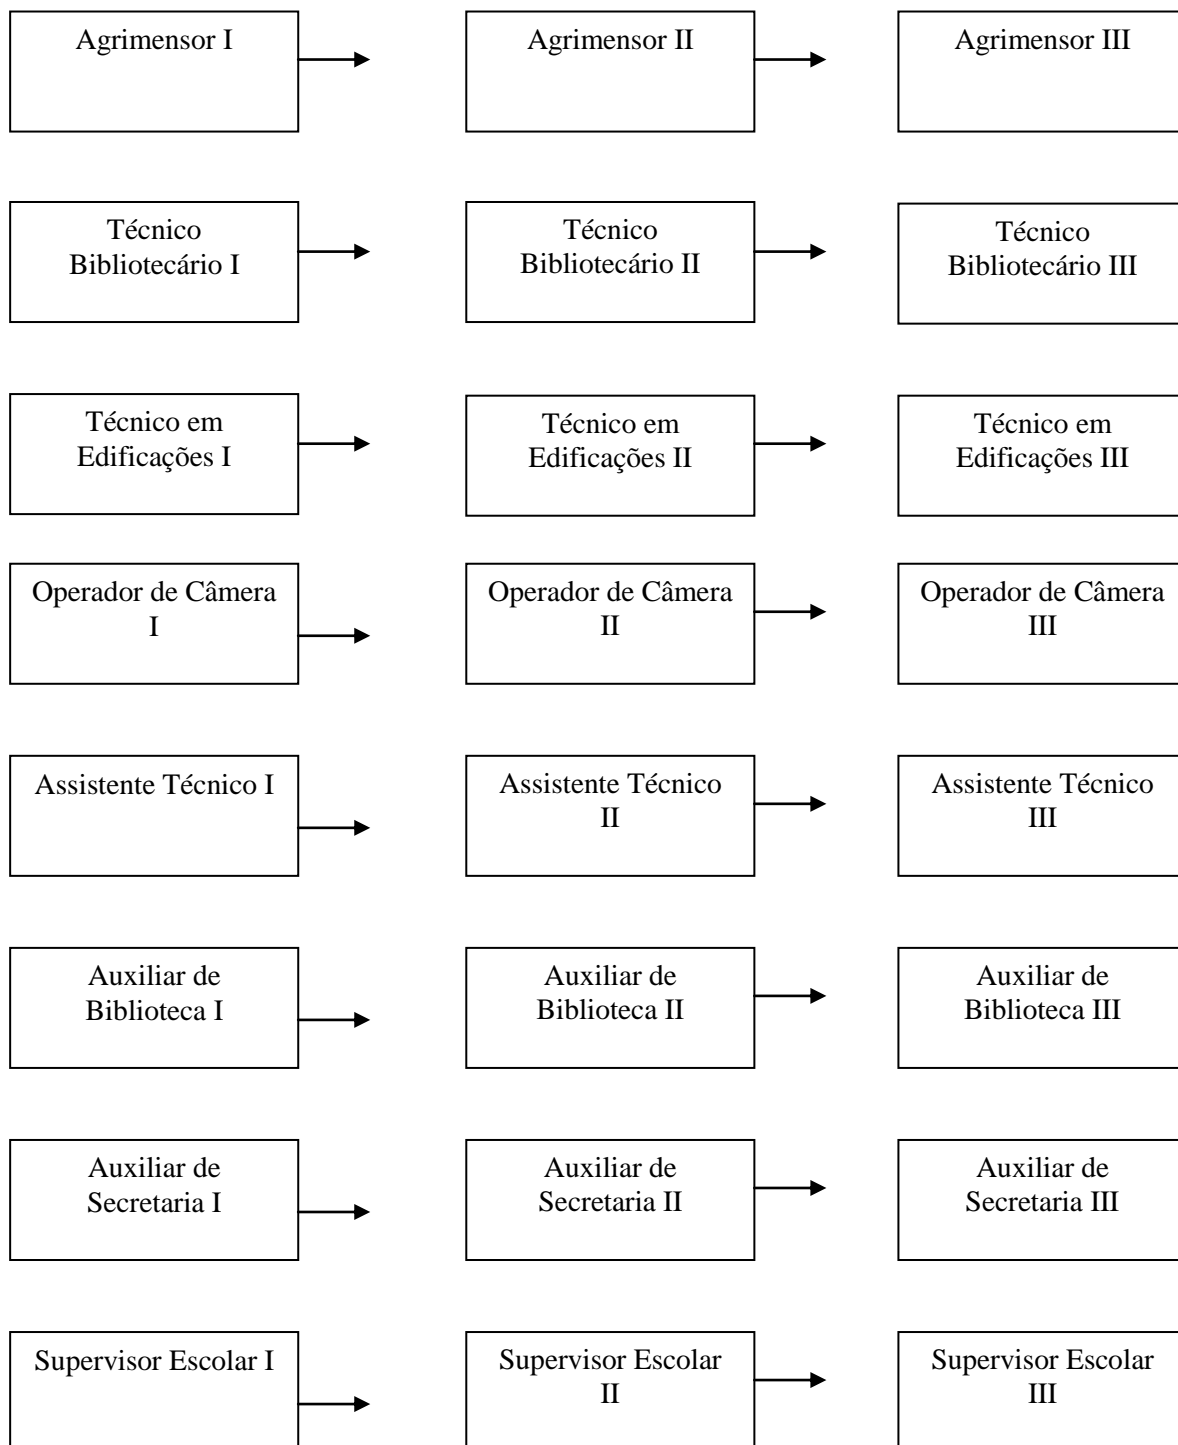 Agrimensor I
Agrimensor II
Agrimensor III
Técnico
Bibliotecário I
Técnico
Bibliotecário II
Técnico
Bibliotecário III
Técnico em
Edificações I
Técnico em
Edificações II
Técnico em
Edificações III
Operador de Câmera
I
Operador de Câmera
II
Operador de Câmera
III
Assistente Técnico I
Assistente Técnico
II
Assistente Técnico
III
Auxiliar de
Biblioteca I
Auxiliar de
Biblioteca II
Auxiliar de
Biblioteca III
Auxiliar de
Secretaria I
Auxiliar de
Secretaria II
Auxiliar de
Secretaria III
Supervisor Escolar I
Supervisor Escolar
II
Supervisor Escolar
III